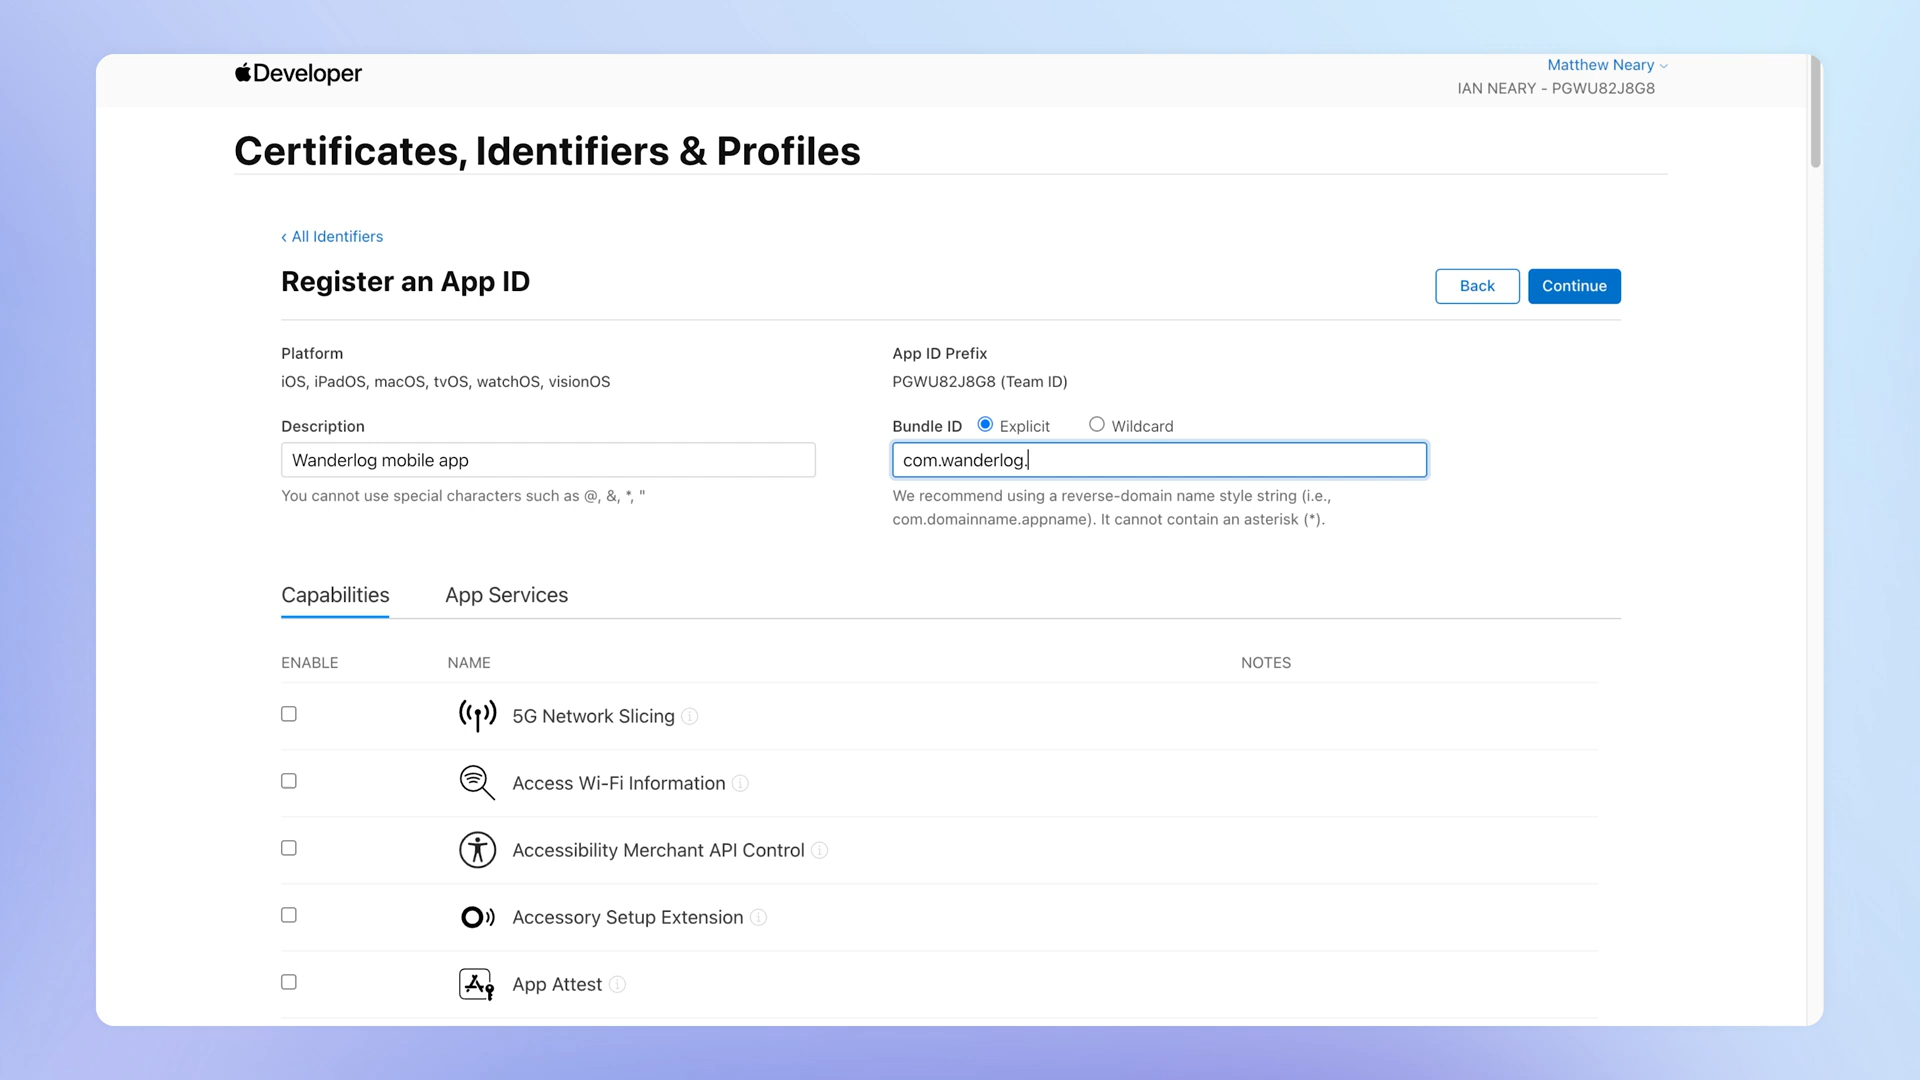 Developer
Matthew Neary
IAN NEARY - PGWU82J8G8
Certificates, Identifiers & Profiles
‹ All Identifiers
Register an App ID
Back
Continue
Platform
iOS, iPadOS, macOS, tvOS, watchOS, visionOS
App ID Prefix
PGWU82J8G8 (Team ID)
Description
Wanderlog mobile app
You cannot use special characters such as @, &, *, "
Bundle ID Explicit Wildcard
com.wanderlog.
We recommend using a reverse-domain name style string (i.e.,
com.domainname.appname). It cannot contain an asterisk (*).
Capabilities App Services
ENABLE NAME NOTES
5G Network Slicing
Access Wi-Fi Information
Accessibility Merchant API Control
Accessory Setup Extension
App Attest